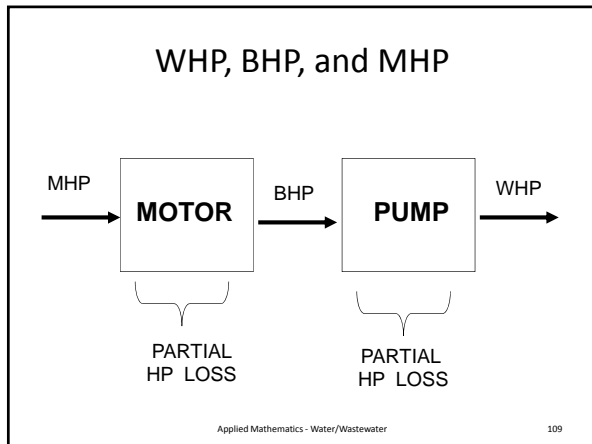 WHP, BHP, and MHP
MHP
MOTOR
BHP
PUMP
WHP
PARTIAL
HP LOSS
PARTIAL
HP LOSS
Applied Mathematics - Water/Wastewater
109